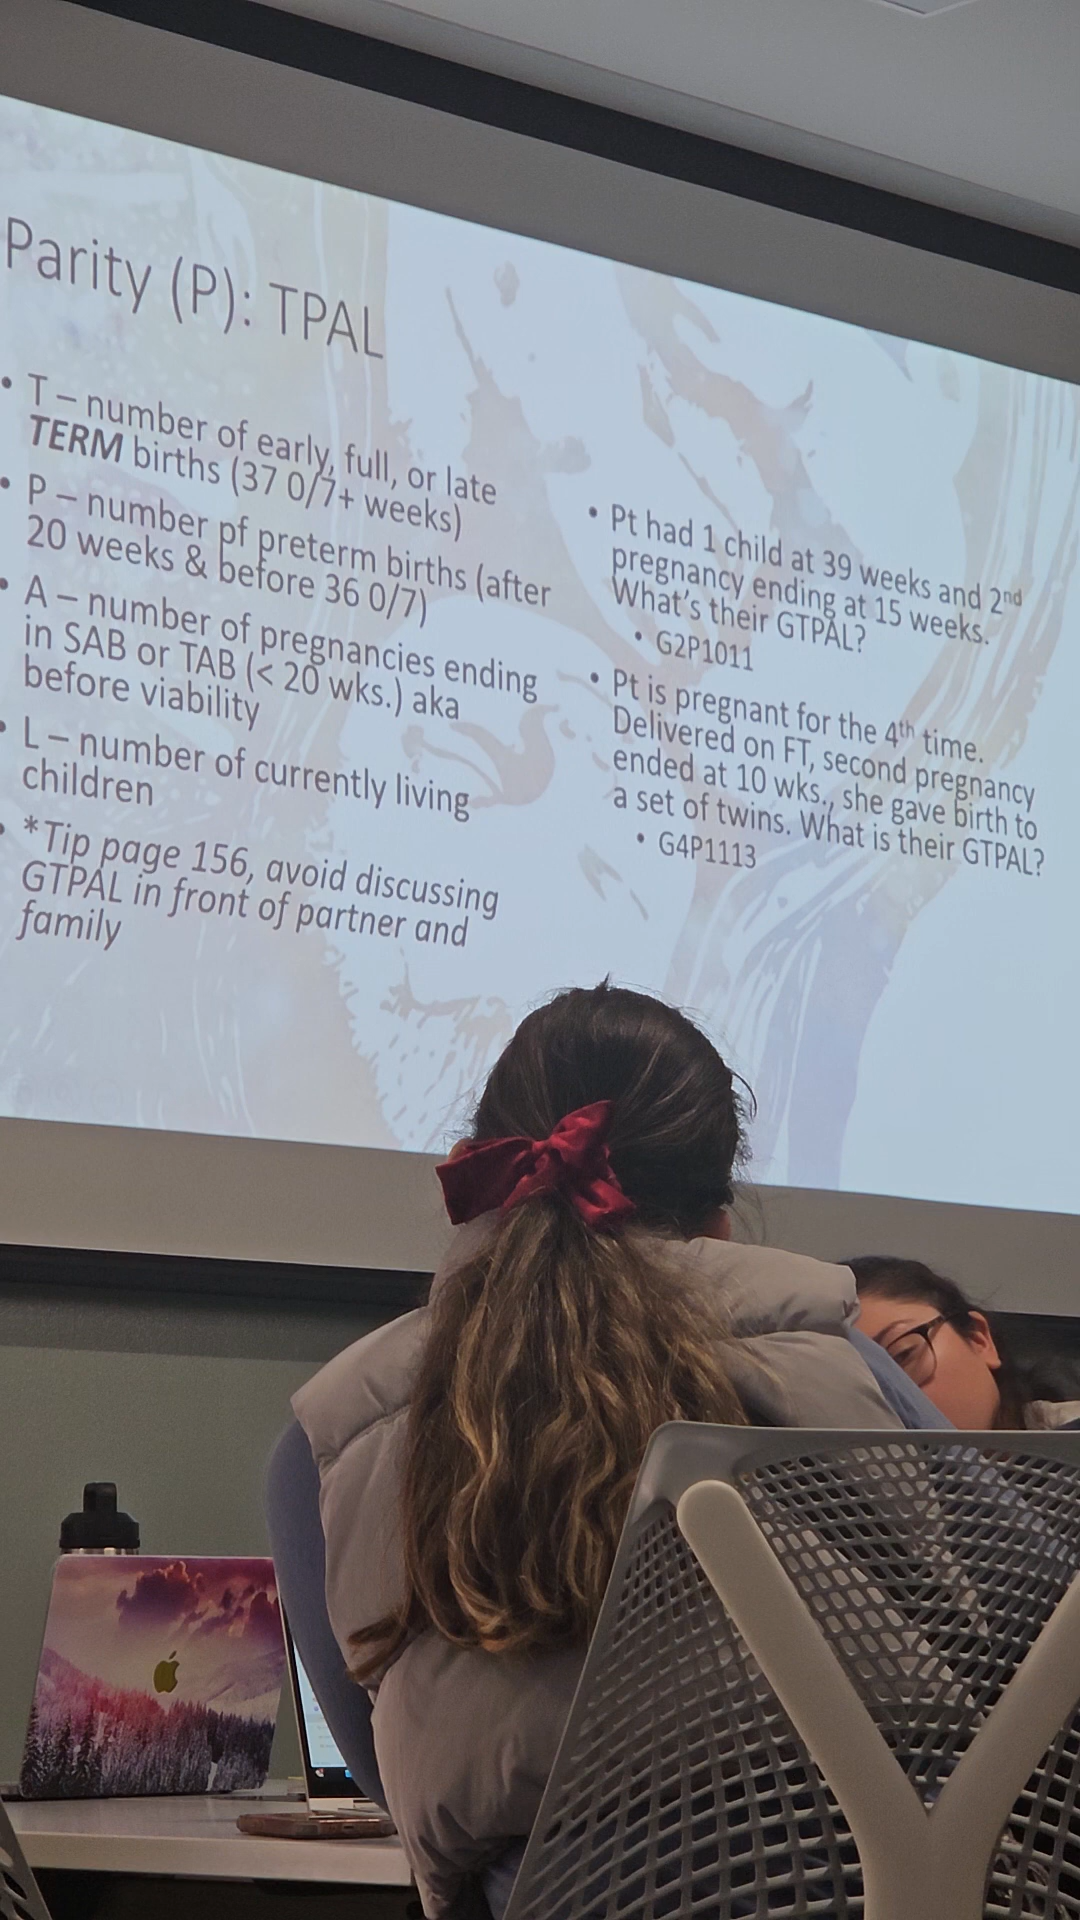 Parity (P): TPAL
• T – number of early, full, or late
TERM births (37 0/7+ weeks)
• P – number pf preterm births (after
20 weeks & before 36 0/7)
• A – number of pregnancies ending
in SAB or TAB (< 20 wks.) aka
before viability
• L – number of currently living
children
• *Tip page 156, avoid discussing
GTPAL in front of partner and
family
• Pt had 1 child at 39 weeks and 2nd
pregnancy ending at 15 weeks.
What's their GTPAL?
• G2P1011
• Pt is pregnant for the 4th time.
Delivered on FT, second pregnancy
ended at 10 wks., she gave birth to
a set of twins. What is their GTPAL?
• G4P1113